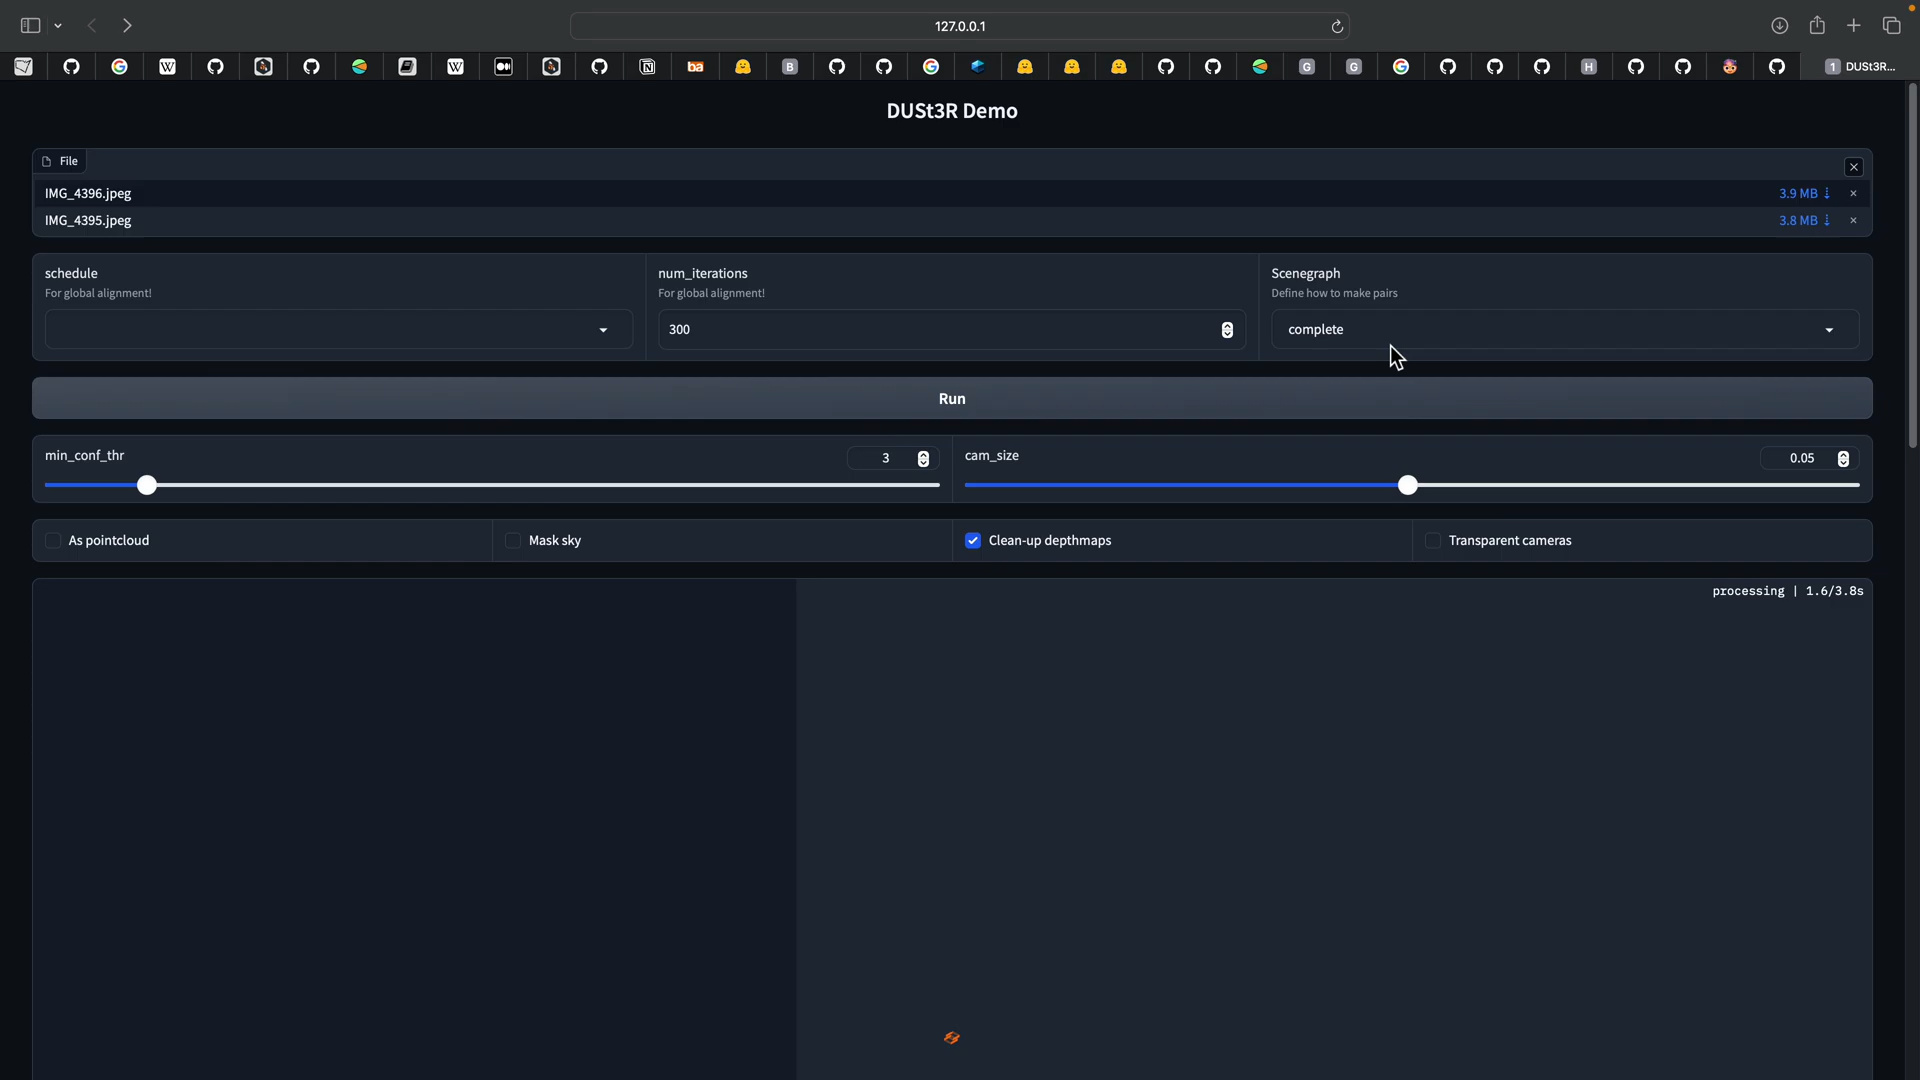 127.0.0.1
W
W
N
ba
B
G
G
H
1 DUSt3R...
DUSt3R Demo
File
IMG_4396.jpeg 3.9 MB ⇣ ×
IMG_4395.jpeg 3.8 MB ⇣ ×
schedule num_iterations Scenegraph
For global alignment! For global alignment! Define how to make pairs
300 complete
Run
min_conf_thr 3 cam_size 0.05
As pointcloud Mask sky Clean-up depthmaps Transparent cameras
processing | 1.6/3.8s